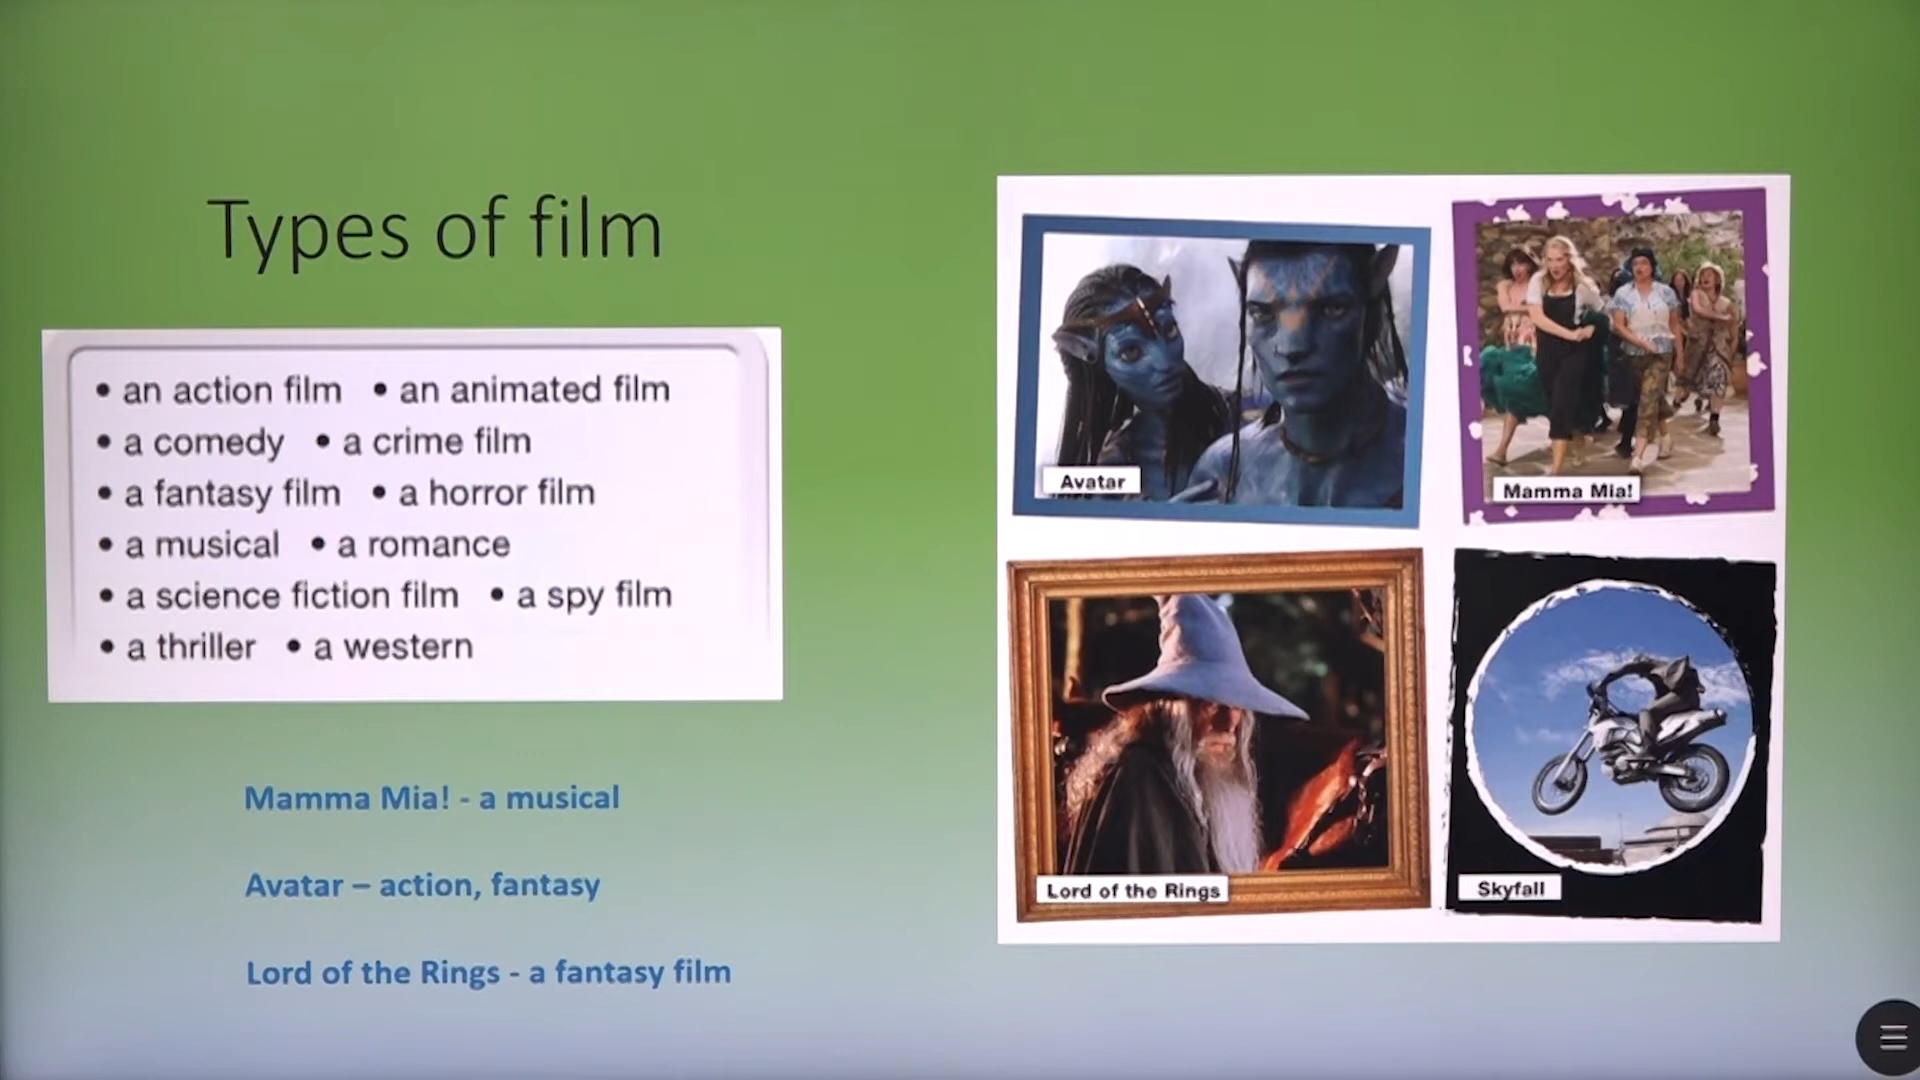 Types of film
• an action film • an animated film
• a comedy • a crime film
• a fantasy film • a horror film
• a musical • a romance
• a science fiction film • a spy film
• a thriller • a western
Mamma Mia! - a musical
Avatar – action, fantasy
Lord of the Rings - a fantasy film
Avatar
Mamma Mia!
Lord of the Rings
Skyfall